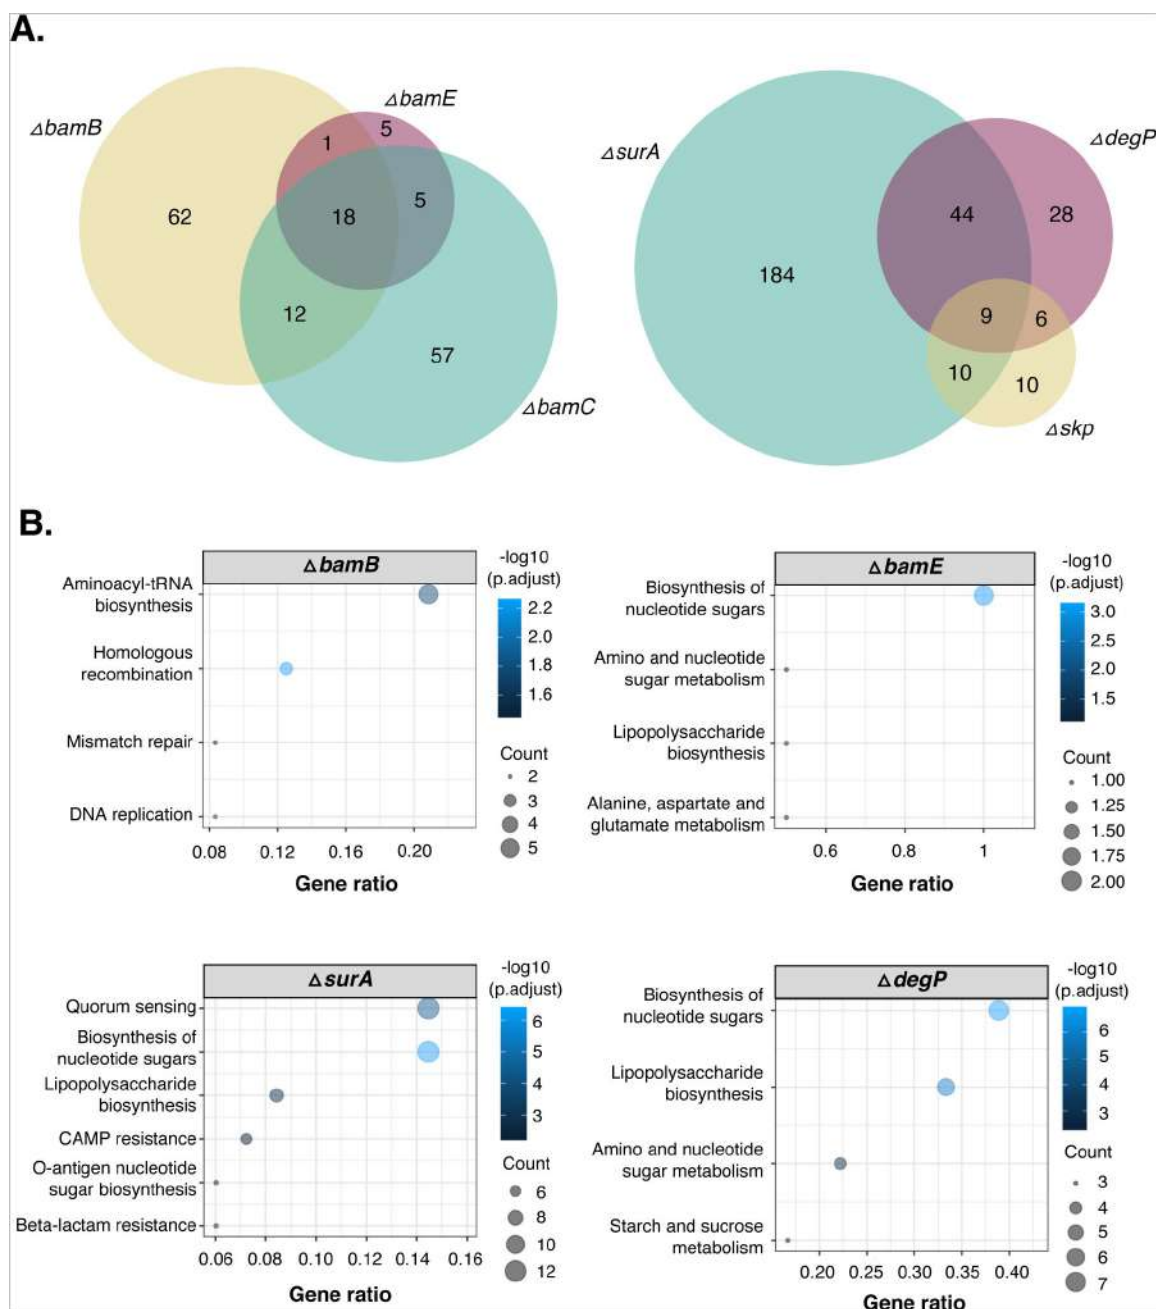 A.
ΔbamB
ΔbamE
1
5
62
18
5
12
57
ΔbamC
ΔsurA
ΔdegP
44
28
184
9
6
10
10
Δskp
B.
ΔbamB
Aminoacyl-tRNA
biosynthesis
Homologous
recombination
Mismatch repair
DNA replication
0.08 0.12 0.16 0.20
Gene ratio
-log10
(p.adjust)
2.2
2.0
1.8
1.6
Count
2
3
4
5
ΔbamE
Biosynthesis of
nucleotide sugars
Amino and nucleotide
sugar metabolism
Lipopolysaccharide
biosynthesis
Alanine, aspartate and
glutamate metabolism
0.6 0.8 1
Gene ratio
-log10
(p.adjust)
3.0
2.5
2.0
1.5
Count
1.00
1.25
1.50
1.75
2.00
ΔsurA
Quorum sensing
Biosynthesis of
nucleotide sugars
Lipopolysaccharide
biosynthesis
CAMP resistance
O-antigen nucleotide
sugar biosynthesis
Beta-lactam resistance
0.06 0.08 0.10 0.12 0.14 0.16
Gene ratio
-log10
(p.adjust)
6
5
4
3
Count
6
8
10
12
ΔdegP
Biosynthesis of
nucleotide sugars
Lipopolysaccharide
biosynthesis
Amino and nucleotide
sugar metabolism
Starch and sucrose
metabolism
0.20 0.25 0.30 0.35 0.40
Gene ratio
-log10
(p.adjust)
6
5
4
3
Count
3
4
5
6
7